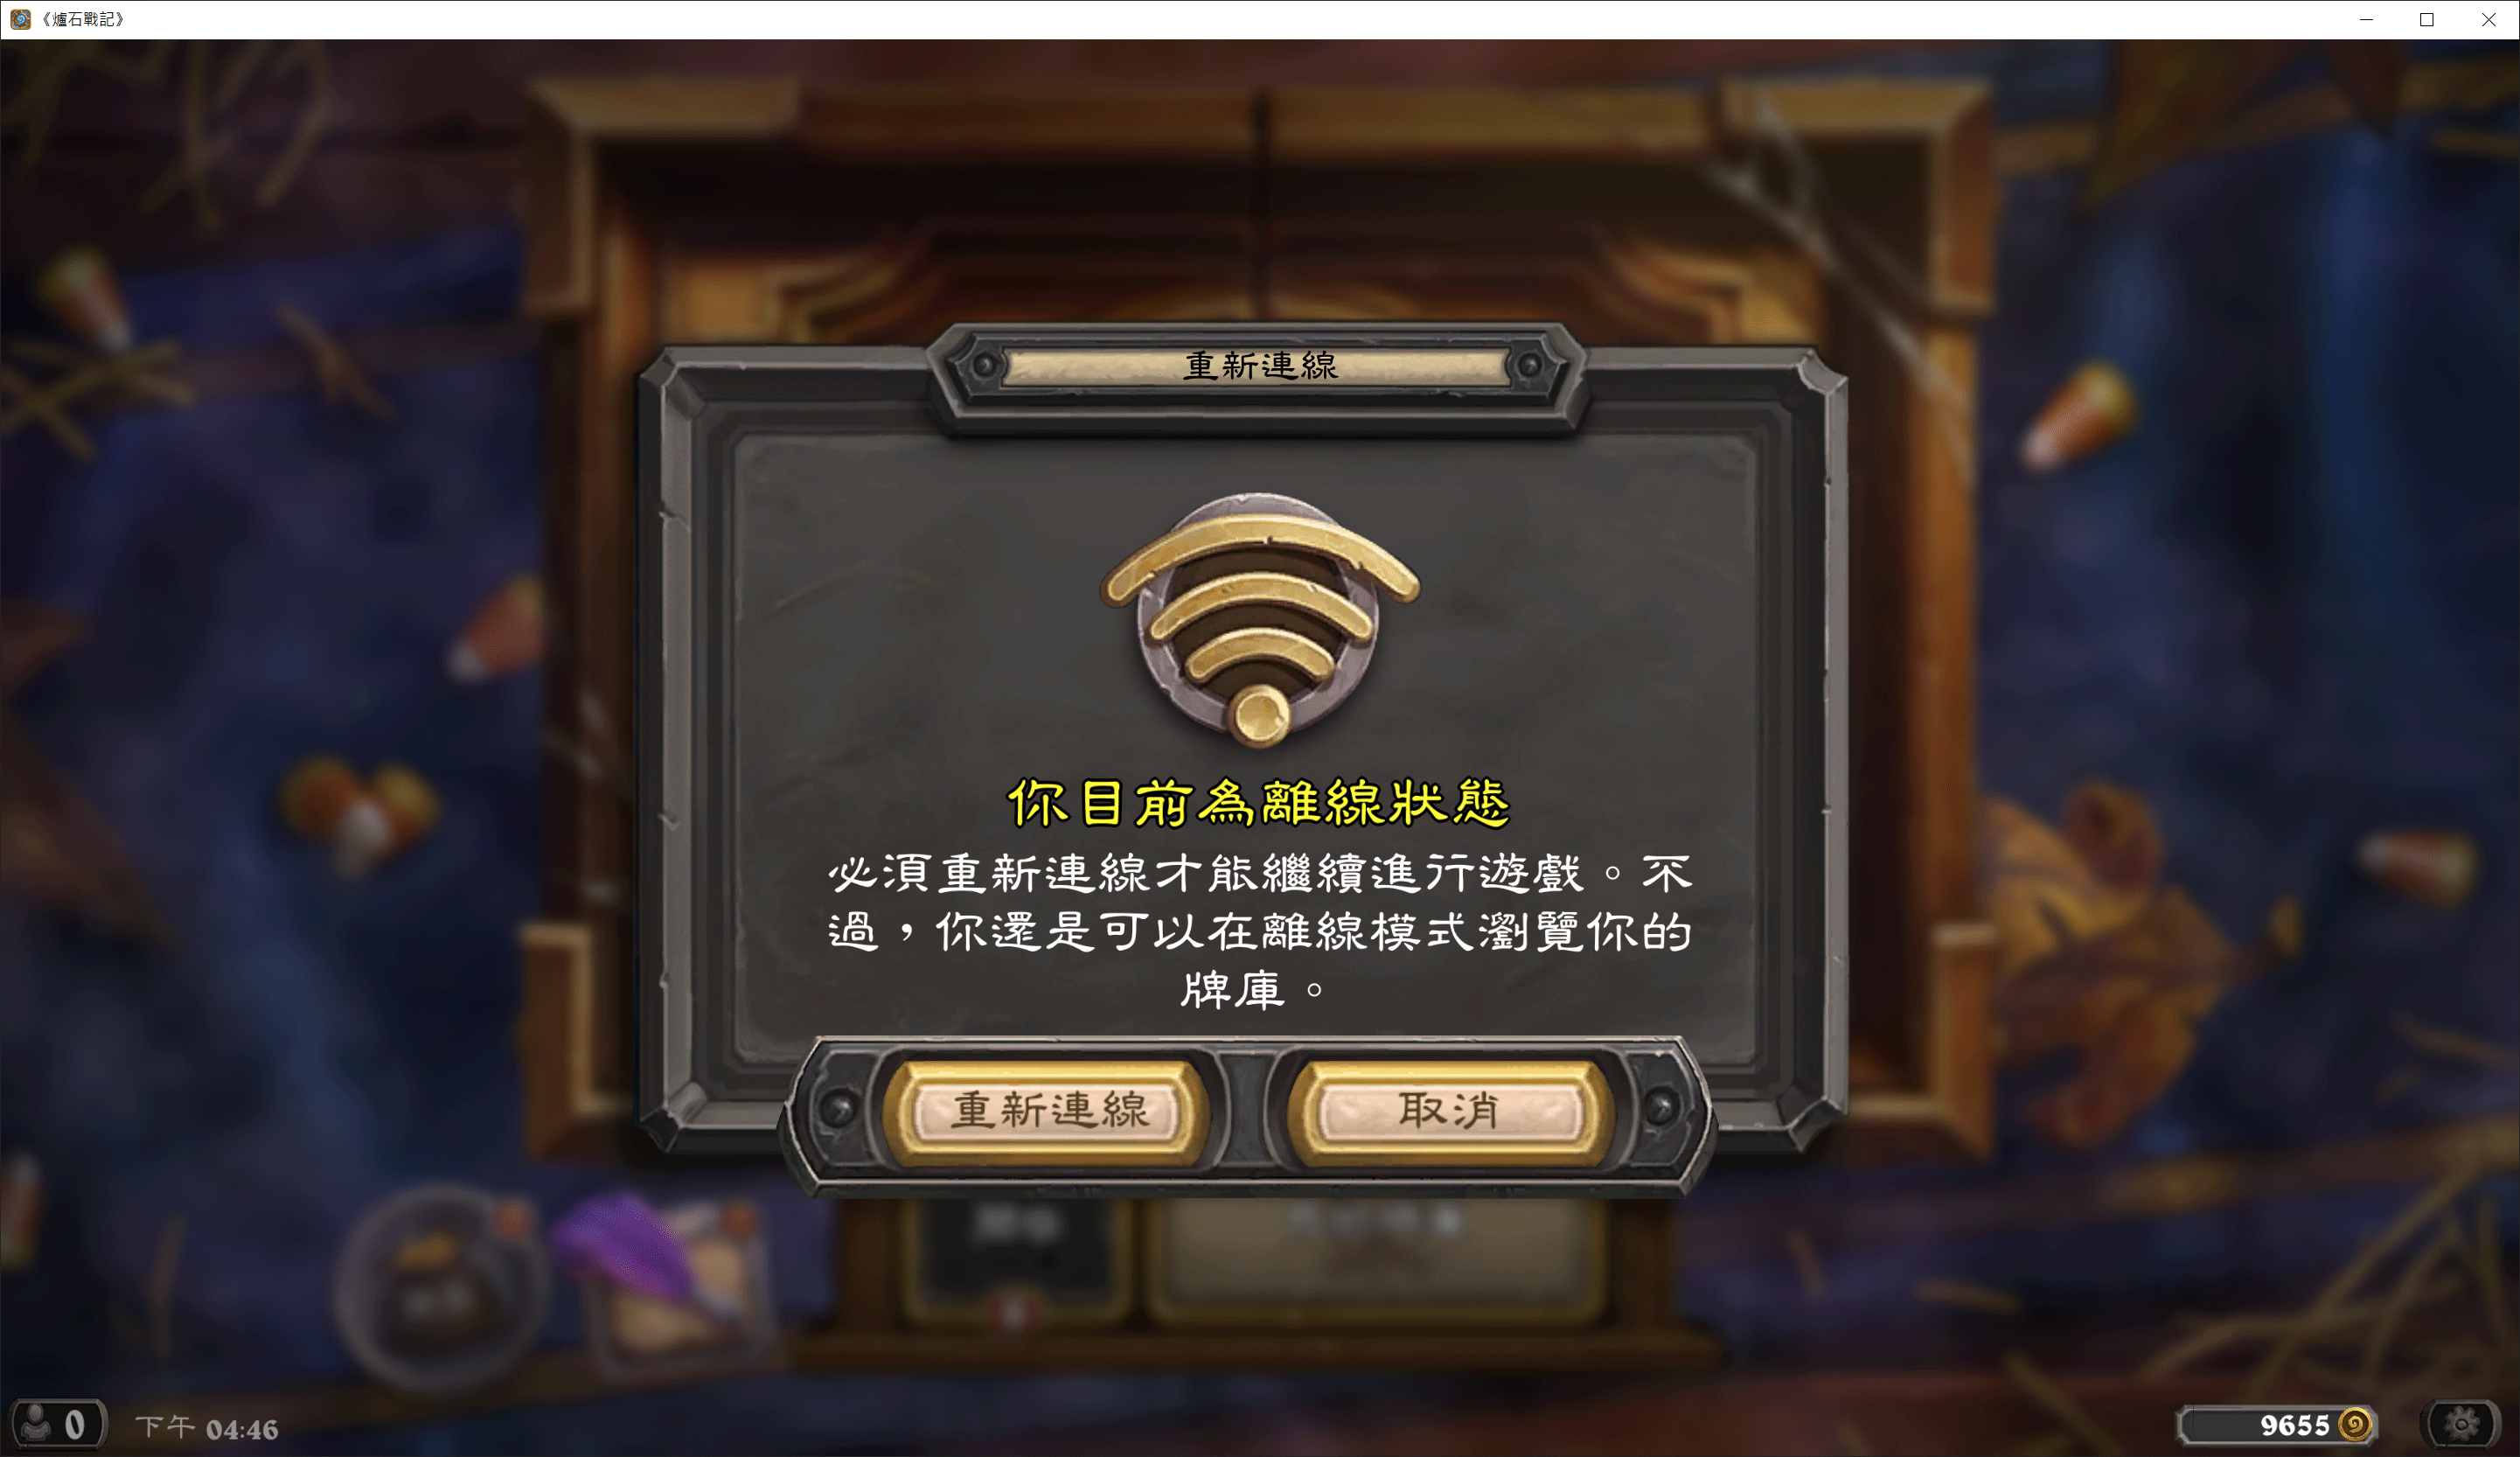 《爐石戰記》
重新連線
你目前為離線狀態
必須重新連線才能繼續進行遊戲。不
過，你還是可以在離線模式瀏覽你的
牌庫。
重新連線
取消
0
下午 04:46
9655